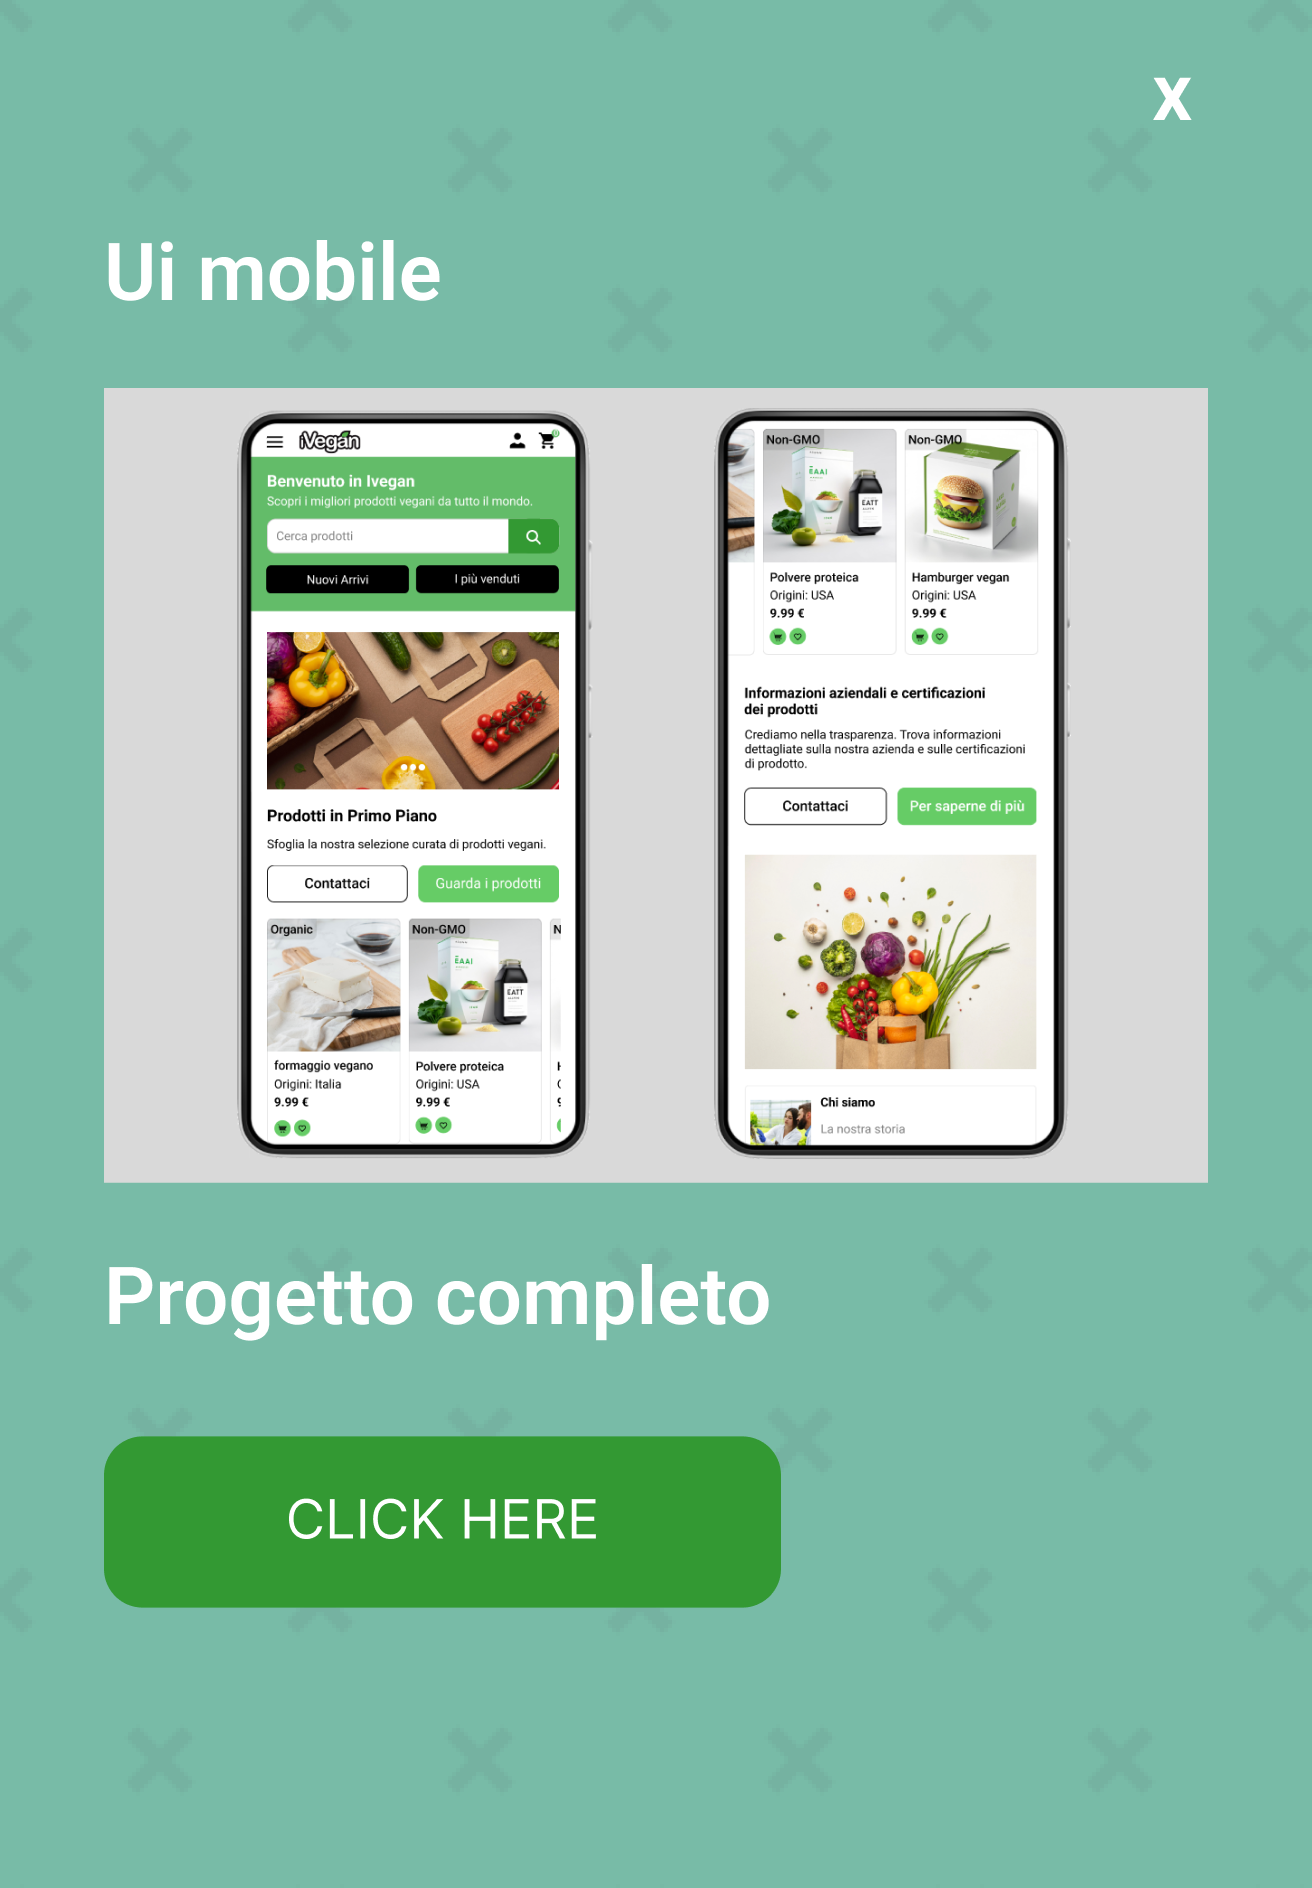 x
Ui mobile
iVegan
0
Benvenuto in Ivegan
Scopri i migliori prodotti vegani da tutto il mondo.
Cerca prodotti
Nuovi Arrivi
I più venduti
Prodotti in Primo Piano
Sfoglia la nostra selezione curata di prodotti vegani.
Contattaci
Guarda i prodotti
Organic
Non-GMO
N
EAAI
EATT
formaggio vegano
Origini: Italia
9.99 €
Polvere proteica
Origini: USA
9.99 €
Non-GMO
Non-GMO
EAAI
EATT
Polvere proteica
Origini: USA
9.99 €
Hamburger vegan
Origini: USA
9.99 €
Informazioni aziendali e certificazioni
dei prodotti
Crediamo nella trasparenza. Trova informazioni
dettagliate sulla nostra azienda e sulle certificazioni
di prodotto.
Contattaci
Per saperne di più
Chi siamo
La nostra storia
Progetto completo
CLICK HERE